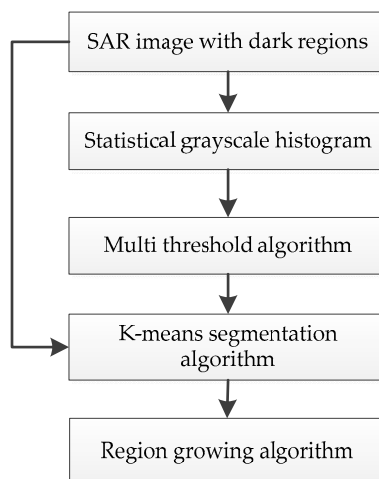 SAR image with dark regions
Statistical grayscale histogram
Multi threshold algorithm
K-means segmentation
algorithm
Region growing algorithm